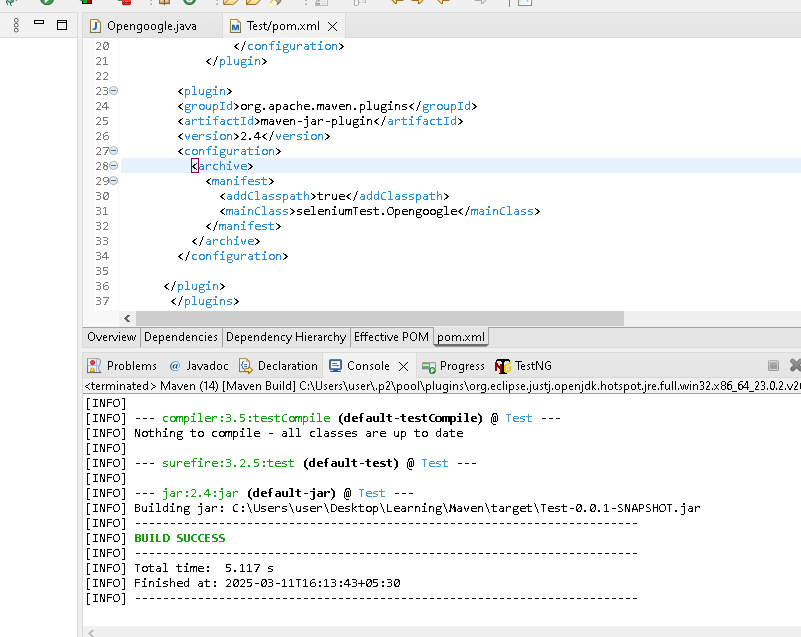 Opengoogle.java
Test/pom.xml
20 </configuration>
21 </plugin>
22
23 <plugin>
24 <groupId>org.apache.maven.plugins</groupId>
25 <artifactId>maven-jar-plugin</artifactId>
26 <version>2.4</version>
27 <configuration>
28 <archive>
29 <manifest>
30 <addClasspath>true</addClasspath>
31 <mainClass>seleniumTest.Opengoogle</mainClass>
32 </manifest>
33 </archive>
34 </configuration>
35
36 </plugin>
37 </plugins>
Overview Dependencies Dependency Hierarchy Effective POM pom.xml
Problems @ Javadoc Declaration Console Progress TestNG
<terminated> Maven (14) [Maven Build] C:\Users\user\.p2\pool\plugins\org.eclipse.justj.openjdk.hotspot.jre.full.win32.x86_64_23.0.2.v20
[INFO]
[INFO] --- compiler:3.5:testCompile (default-testCompile) @ Test ---
[INFO] Nothing to compile - all classes are up to date
[INFO]
[INFO] --- surefire:3.2.5:test (default-test) @ Test ---
[INFO]
[INFO] --- jar:2.4:jar (default-jar) @ Test ---
[INFO] Building jar: C:\Users\user\Desktop\Learning\Maven\target\Test-0.0.1-SNAPSHOT.jar
[INFO] ------------------------------------------------------------------------
[INFO] BUILD SUCCESS
[INFO] ------------------------------------------------------------------------
[INFO] Total time:  5.117 s
[INFO] Finished at: 2025-03-11T16:13:43+05:30
[INFO] ------------------------------------------------------------------------